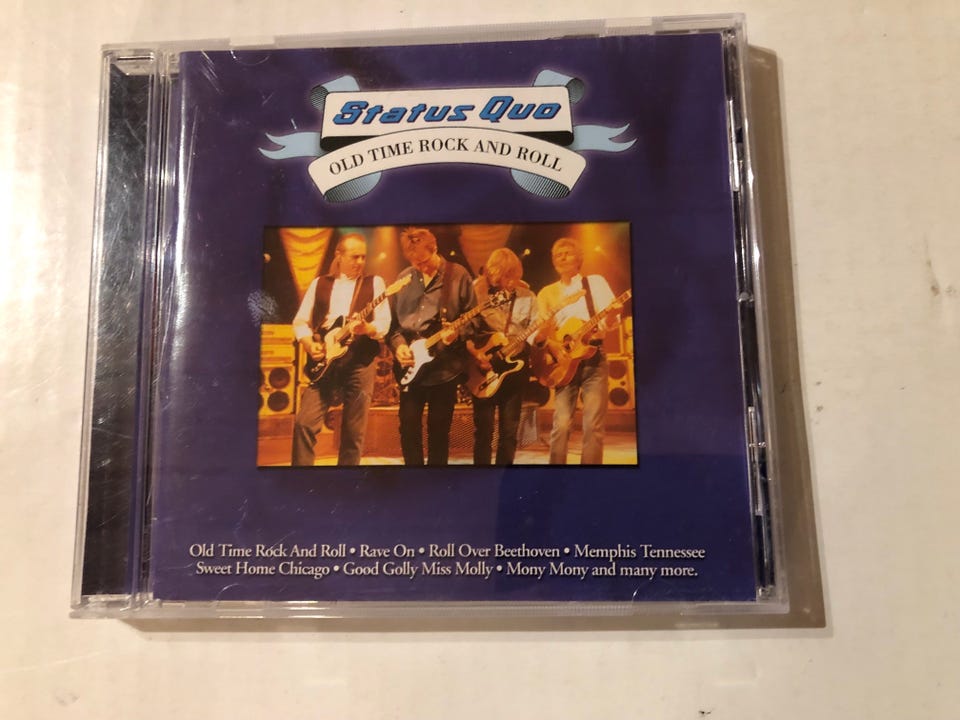 Status Quo
OLD TIME ROCK AND ROLL
Old Time Rock And Roll • Rave On • Roll Over Beethoven • Memphis Tennessee
Sweet Home Chicago • Good Golly Miss Molly • Mony Mony and many more.